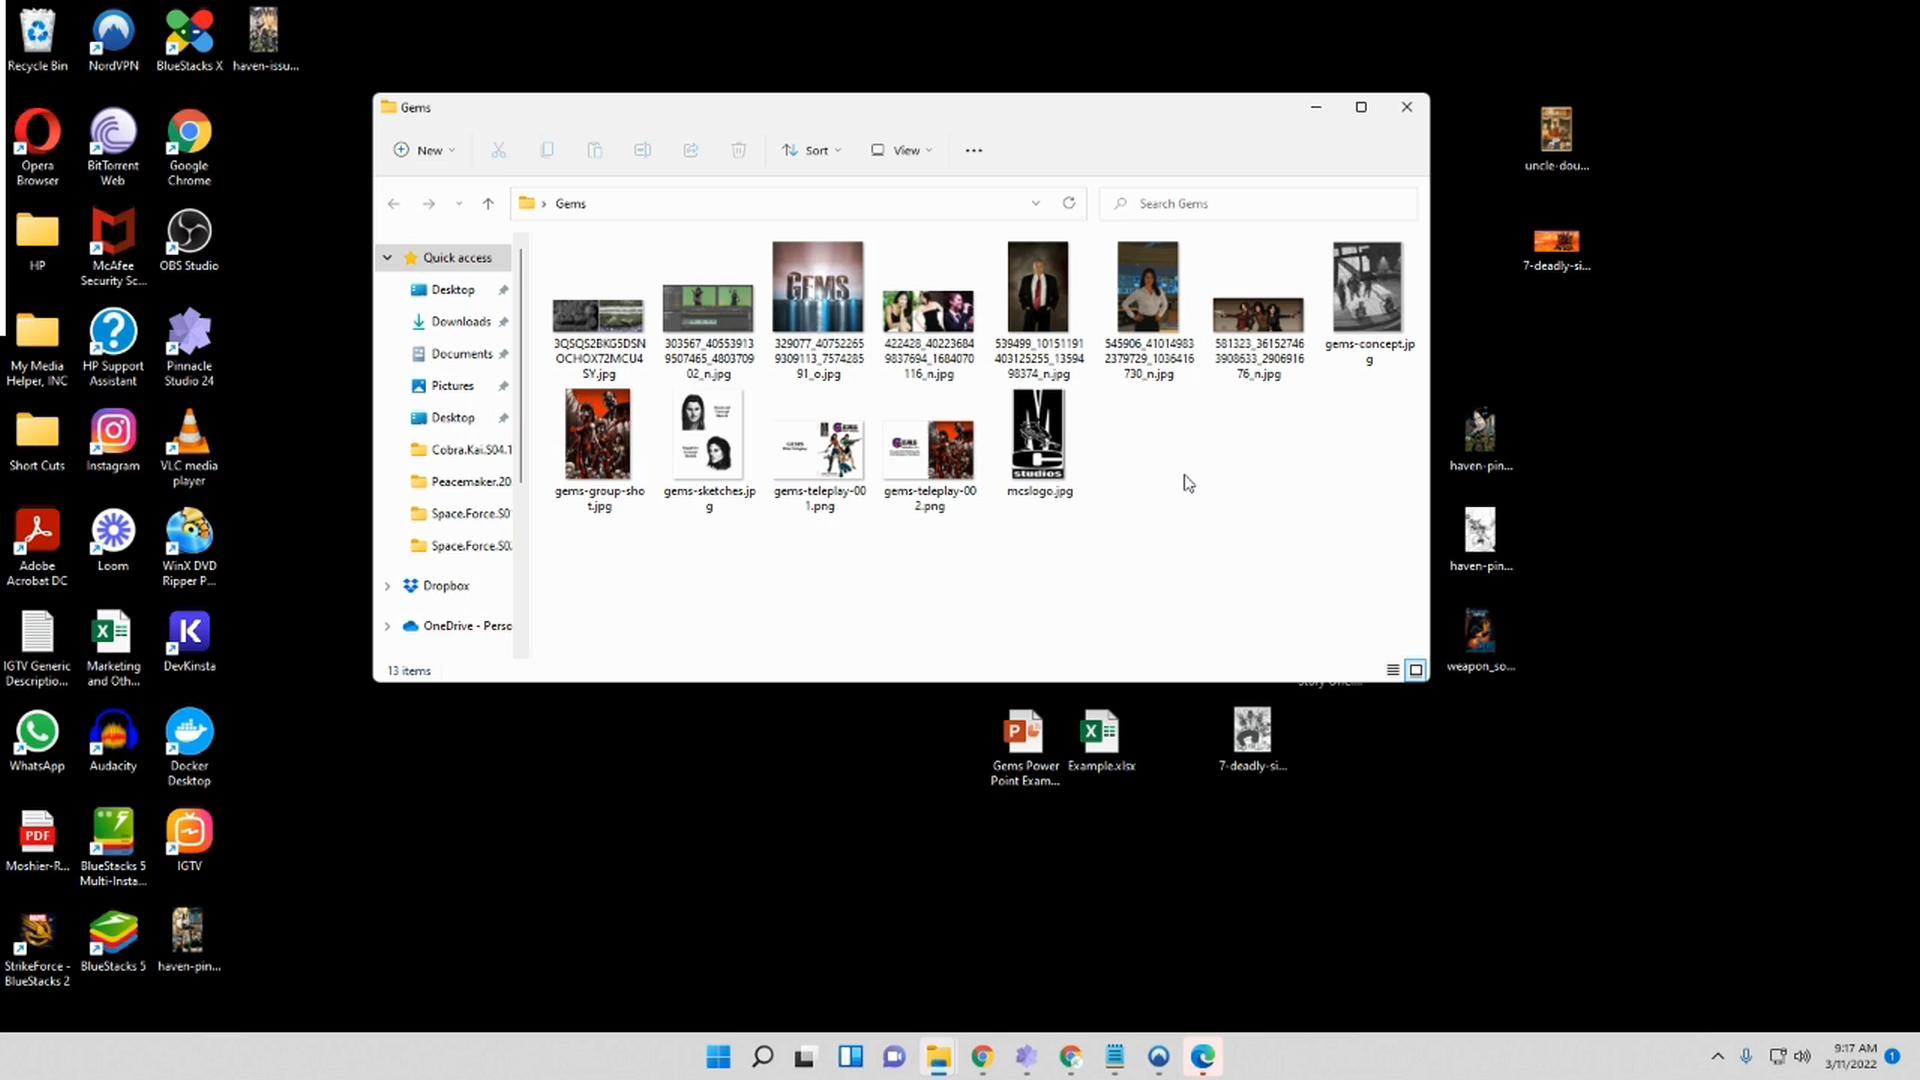 Recycle Bin
NordVPN
BlueStacks X
haven-issu...
Opera
Browser
BitTorrent
Web
Google
Chrome
HP
McAfee
Security Sc...
OBS Studio
My Media
Helper, INC
HP Support
Assistant
Pinnacle
Studio 24
Short Cuts
Instagram
VLC media
player
Adobe
Acrobat DC
Loom
WinX DVD
Ripper P...
IGTV Generic
Descriptio...
Marketing
and Oth...
DevKinsta
WhatsApp
Audacity
Docker
Desktop
PDF
Moshier-R...
BlueStacks 5
Multi-Insta...
IGTV
StrikeForce -
BlueStacks 2
BlueStacks 5
haven-pin...
Gems
New
Sort
View
Gems
Search Gems
Quick access
Desktop
Downloads
Documents
Pictures
Desktop
Cobra.Kai.S04.1
Peacemaker.20
Space.Force.S0
Space.Force.S0
Dropbox
OneDrive - Perso
3QSQS2BKG5DSN
OCHOX72MCU4
SY.jpg
303567_40553913
9507465_4803709
02_n.jpg
GEMS
329077_40752265
9309113_7574285
91_o.jpg
422428_40223684
9837694_1684070
116_n.jpg
539499_10151191
403125255_13594
98374_n.jpg
545906_41014983
2379729_1036416
730_n.jpg
581323_36152746
3908633_2906916
76_n.jpg
gems-concept.jp
g
gems-group-sho
t.jpg
gems-sketches.jp
g
gems-teleplay-00
1.png
gems-teleplay-00
2.png
studios
mcslogo.jpg
13 items
uncle-dou...
7-deadly-si...
haven-pin...
haven-pin...
weapon_so...
Gems Power
Point Exam...
Example.xlsx
7-deadly-si...
9:17 AM
3/11/2022
1